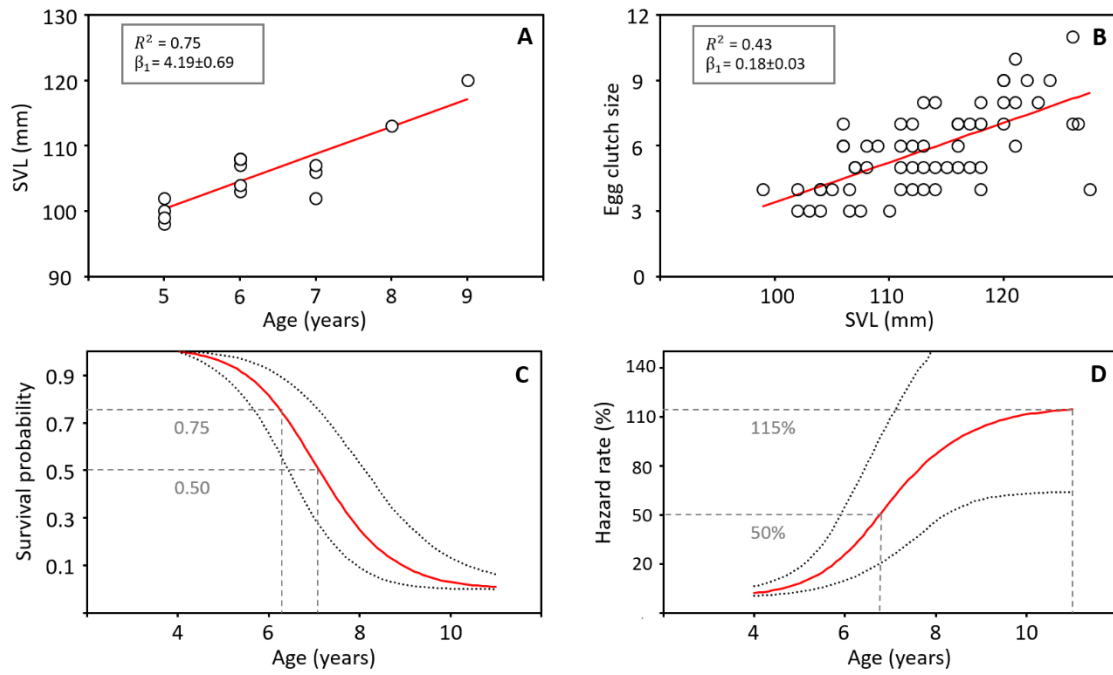 A
R² = 0.75
β₁= 4.19±0.69
SVL (mm)
130
120
110
100
90
5 6 7 8 9
Age (years)
B
R² = 0.43
β₁= 0.18±0.03
Egg clutch size
12
9
6
3
0
100 110 120
SVL (mm)
C
Survival probability
0.9
0.7
0.5
0.3
0.1
0.75
0.50
4 6 8 10
Age (years)
D
Hazard rate (%)
140
110
80
50
20
115%
50%
4 6 8 10
Age (years)